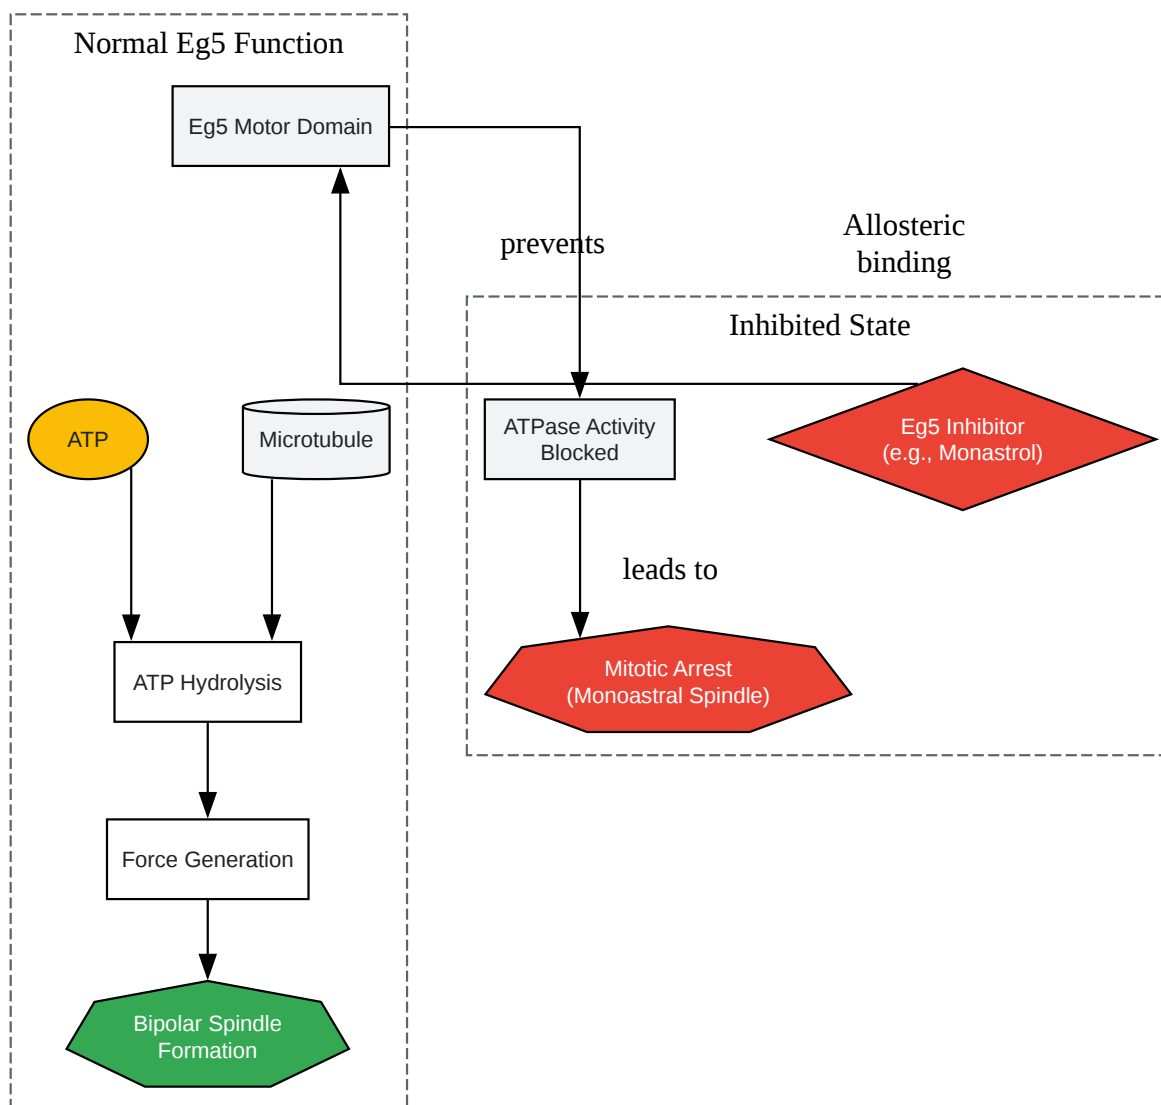 Normal Eg5 Function
Eg5 Motor Domain
prevents
Allosteric
binding
Inhibited State
ATP
Microtubule
ATPase Activity
Blocked
Eg5 Inhibitor
(e.g., Monastrol)
leads to
ATP Hydrolysis
Mitotic Arrest
(Monoastral Spindle)
Force Generation
Bipolar Spindle
Formation